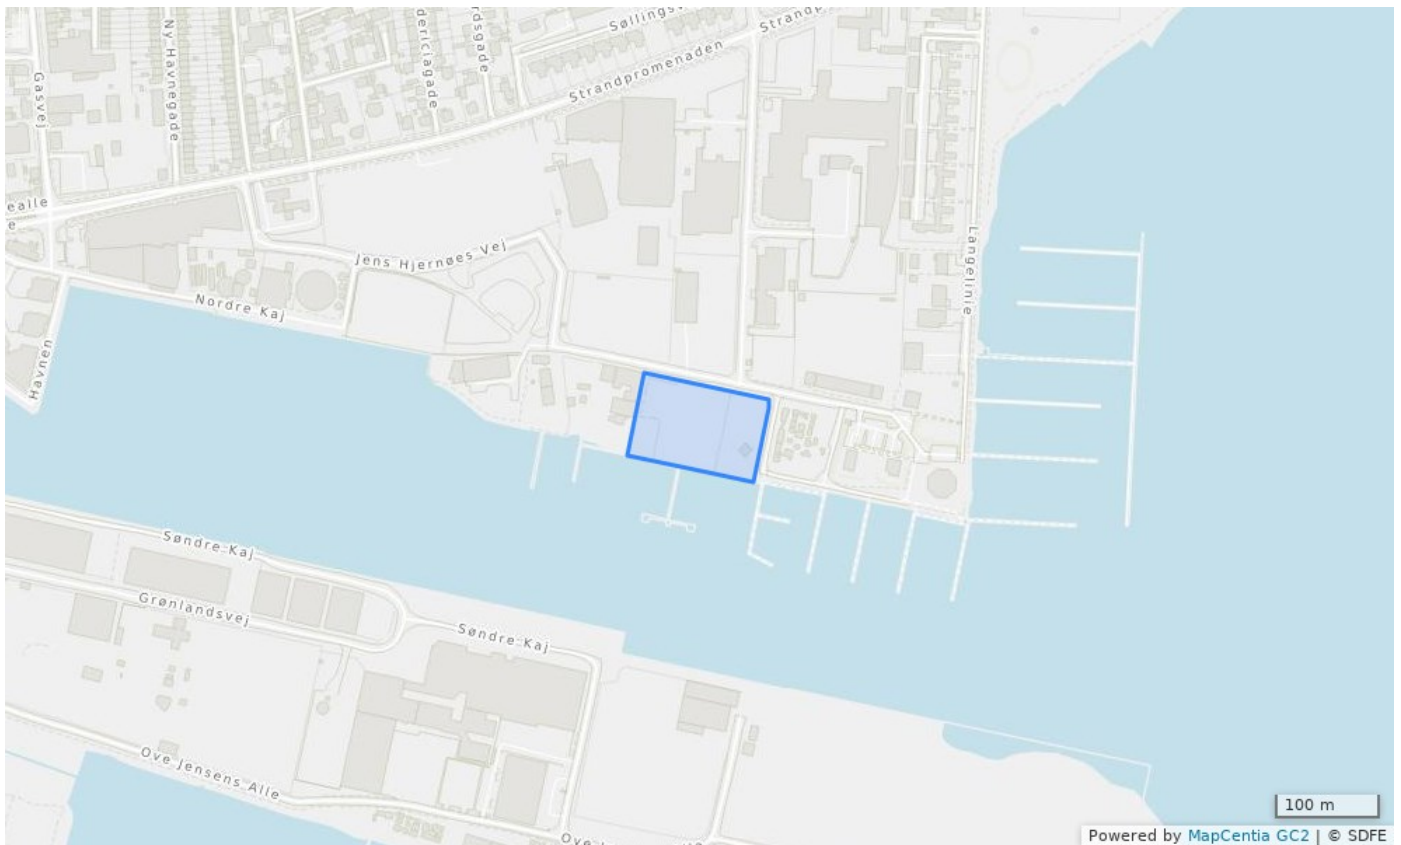 Søllings
Strandp
rdsgade
dericiagade
Ny Havnegade
Gasvej
Strandpromenaden
ealle
e
Langelinie
Jens Hjernøes Vej
Nordre Kaj
Havnen
Søndre Kaj
Grønlandsvej
Søndre Kaj
Ove Jensens Alle
100 m
Powered by MapCentia GC2 | © SDFE